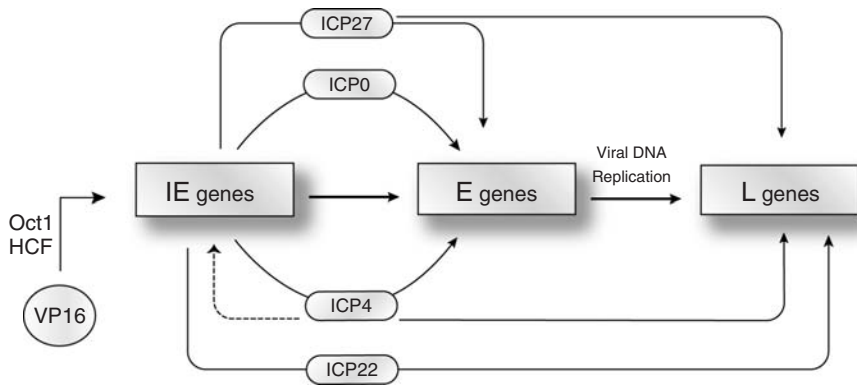 ICP27
ICP0
Viral DNA
Replication
IE genes
E genes
L genes
Oct1
HCF
VP16
ICP4
ICP22